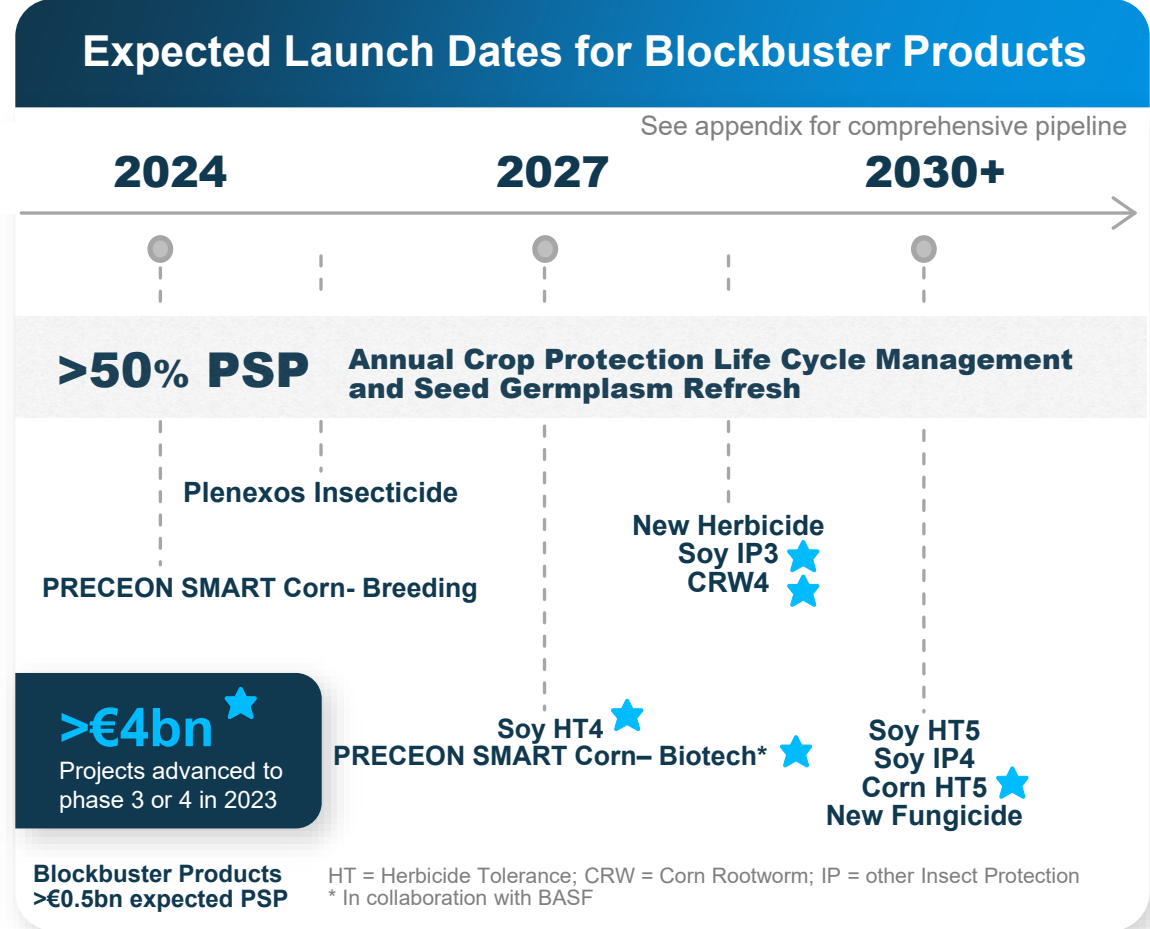 Expected Launch Dates for Blockbuster Products
See appendix for comprehensive pipeline
2024
2027
2030+
>50% PSP
Annual Crop Protection Life Cycle Management
and Seed Germplasm Refresh
Plenexos Insecticide
PRECEON SMART Corn- Breeding
New Herbicide
Soy IP3
CRW4
>€4bn
Projects advanced to
phase 3 or 4 in 2023
Soy HT4
PRECEON SMART Corn– Biotech*
Soy HT5
Soy IP4
Corn HT5
New Fungicide
Blockbuster Products
>€0.5bn expected PSP
HT = Herbicide Tolerance; CRW = Corn Rootworm; IP = other Insect Protection
* In collaboration with BASF